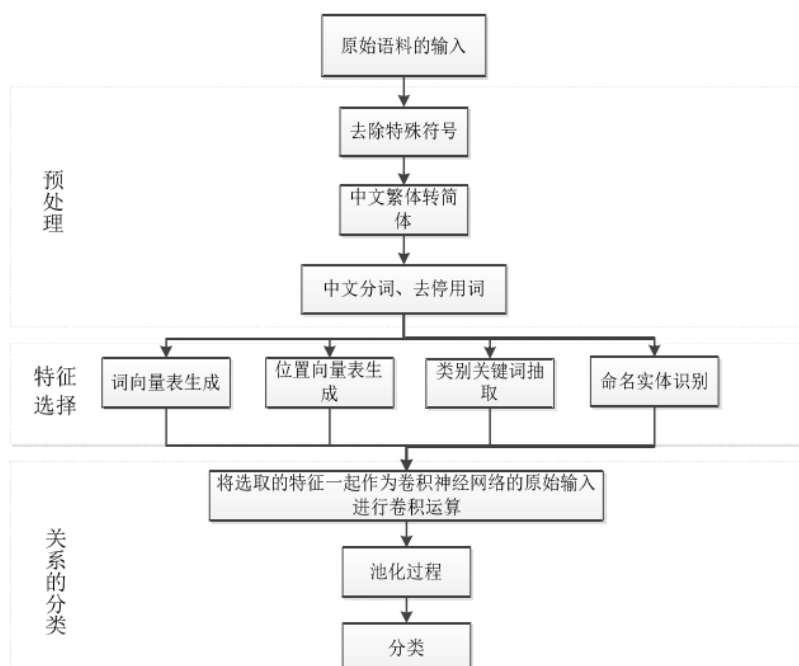 原始语料的输入
预处理
去除特殊符号
中文繁体转简
体
中文分词、去停用词
特征
选择
词向量表生成
位置向量表生
成
类别关键词抽
取
命名实体识别
关系的分类
将选取的特征一起作为卷积神经网络的原始输入
进行卷积运算
池化过程
分类